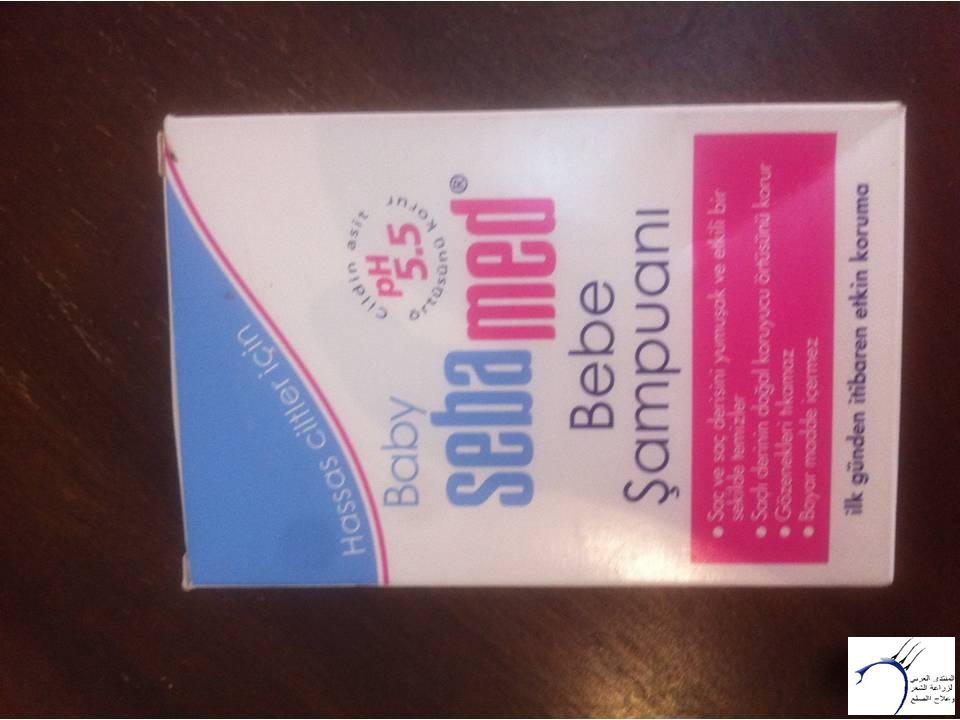 Hassas ciltler için
Baby
sebamed®
cildin asit
pH
5.5
örtüsünü korur
Bebe
Şampuanı
• Saç ve saç derisini yumuşak ve etkili bir
şekilde temizler
• Saçlı derinin doğal koruyucu örtüsünü korur
• Gözenekleri tıkamaz
• Boyar madde içermez
ilk günden itibaren etkin koruma
المنتدى العربي
لزراعة الشعر
وعلاج الصلع